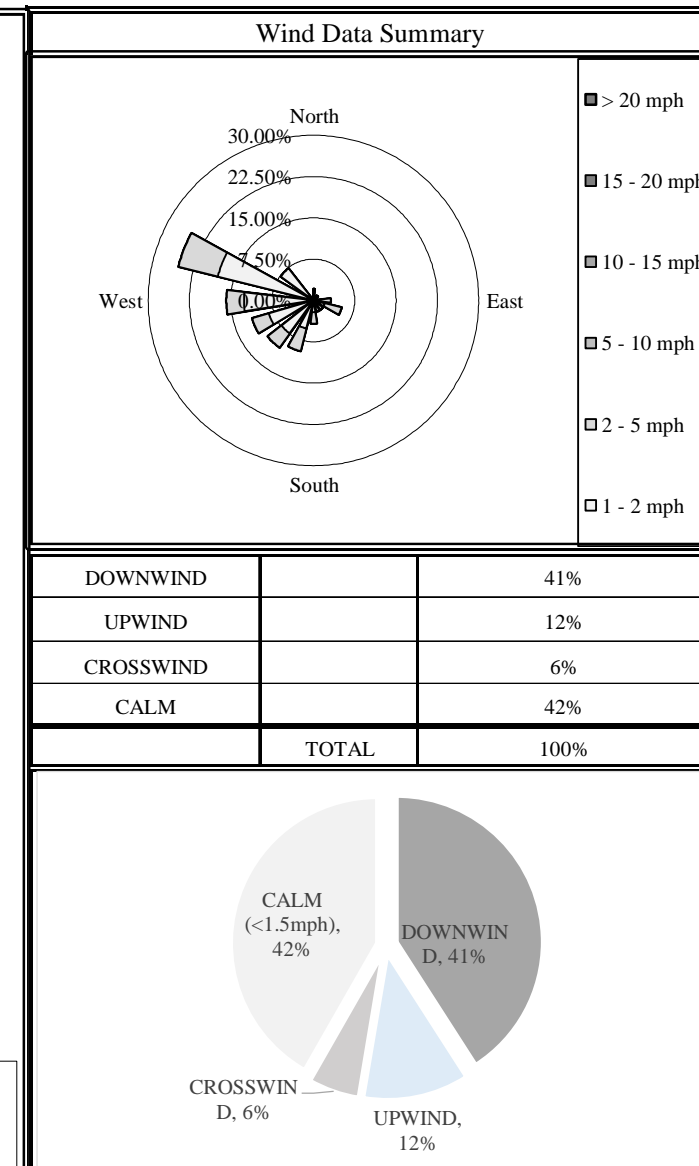 Wind Data Summary
North
30.00%
22.50%
15.00%
7.50%
0.00%
West
East
South
> 20 mph
15 - 20 mph
10 - 15 mph
5 - 10 mph
2 - 5 mph
1 - 2 mph
DOWNWIND 41%
UPWIND 12%
CROSSWIND 6%
CALM 42%
TOTAL 100%
CALM
(<1.5mph),
42%
DOWNWIN
D, 41%
CROSSWIN
D, 6%
UPWIND,
12%